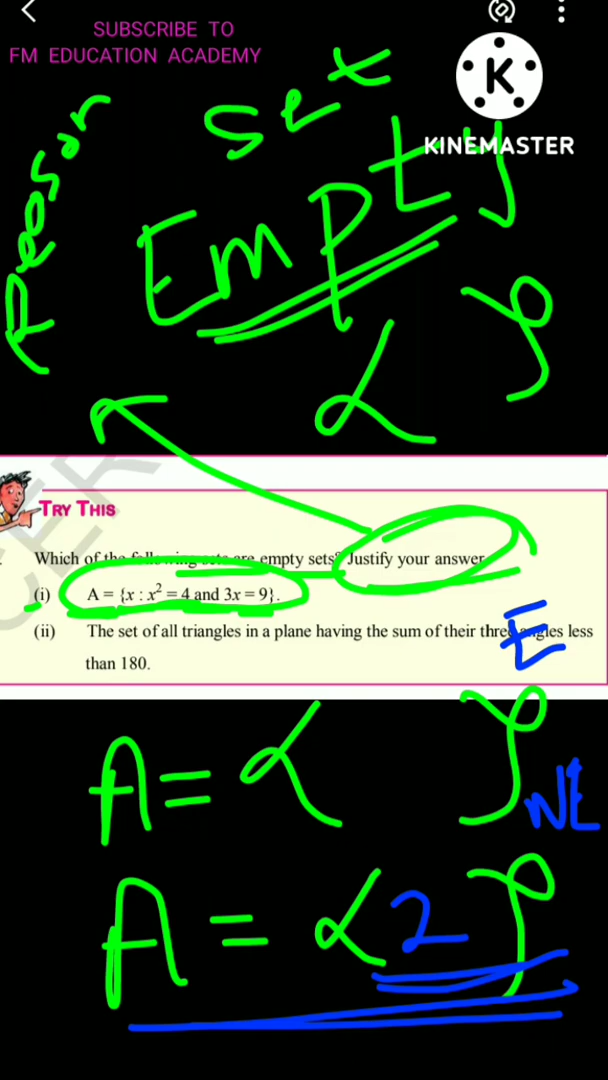 SUBSCRIBE TO
FM EDUCATION ACADEMY
K
KINEMASTER
set
Empty
Reason
{ }
TRY THIS
Which of the following sets are empty sets? Justify your answer
(i) A = {x : x² = 4 and 3x = 9}.
(ii) The set of all triangles in a plane having the sum of their three angles less
than 180.
E
A = { }
NE
A = {2}